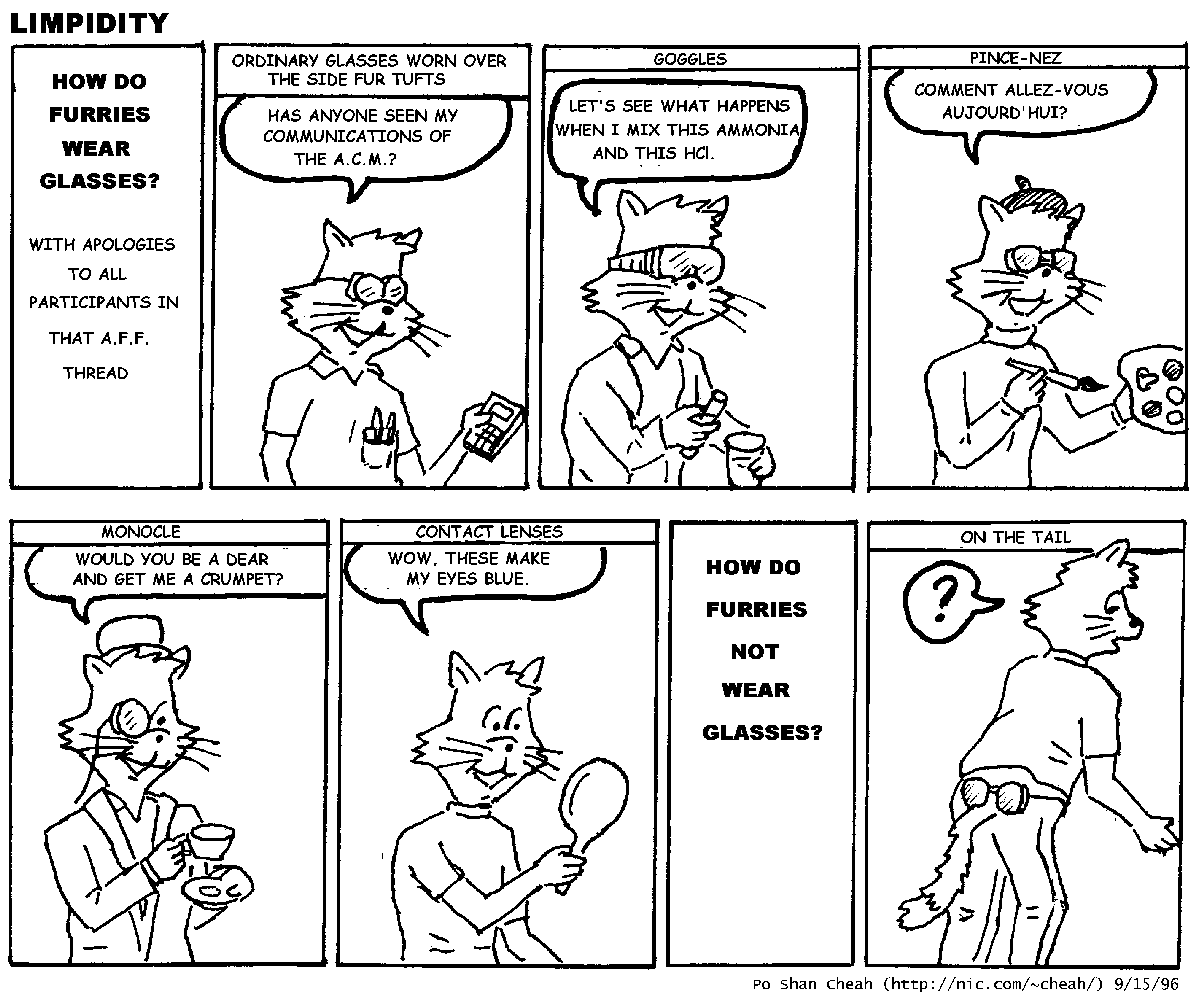 LIMPIDITY
HOW DO
FURRIES
WEAR
GLASSES?
WITH APOLOGIES
TO ALL
PARTICIPANTS IN
THAT A.F.F.
THREAD
ORDINARY GLASSES WORN OVER
THE SIDE FUR TUFTS
HAS ANYONE SEEN MY
COMMUNICATIONS OF
THE A.C.M.?
GOGGLES
LET'S SEE WHAT HAPPENS
WHEN I MIX THIS AMMONIA
AND THIS HCl.
PINCE-NEZ
COMMENT ALLEZ-VOUS
AUJOURD'HUI?
MONOCLE
WOULD YOU BE A DEAR
AND GET ME A CRUMPET?
CONTACT LENSES
WOW, THESE MAKE
MY EYES BLUE.
HOW DO
FURRIES
NOT
WEAR
GLASSES?
ON THE TAIL
?
Po Shan Cheah (http://nic.com/~cheah/) 9/15/96